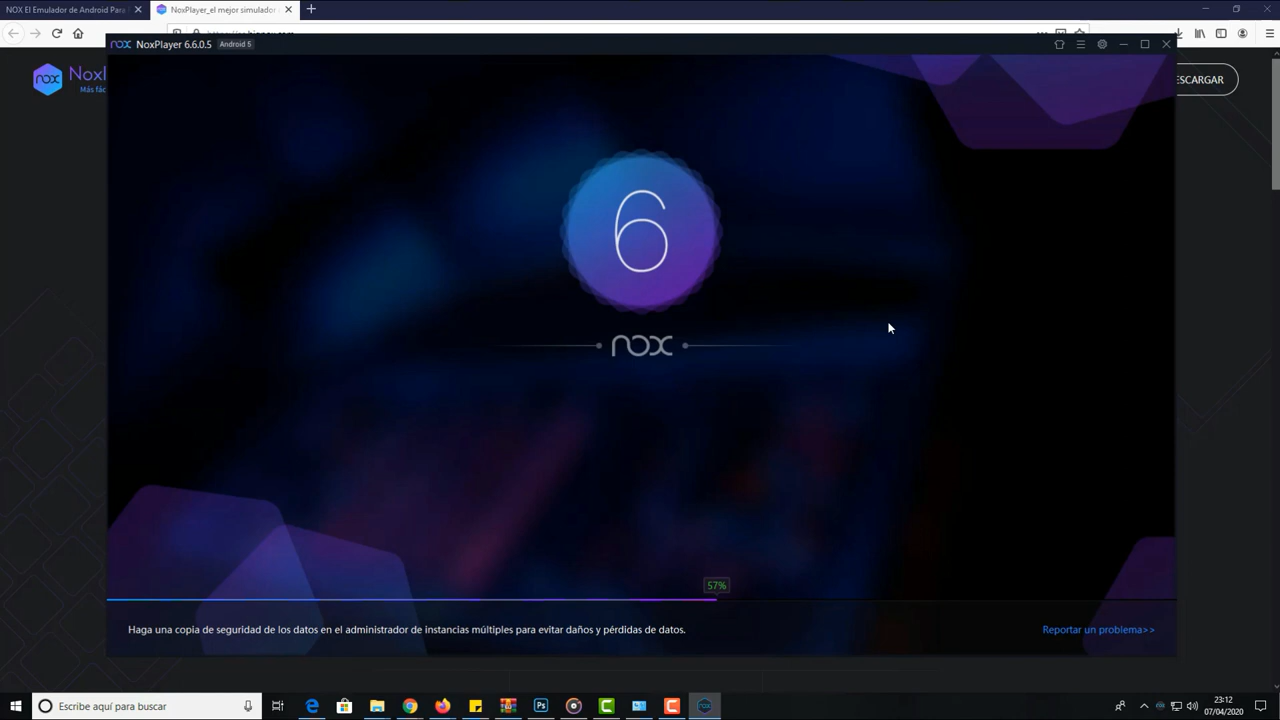 NOX El Emulador de Android Para
NoxPlayer_el mejor simulador
NoxPlayer 6.6.0.5 Android 5
nox
Más fác
ESCARGAR
6
nox
57%
Haga una copia de seguridad de los datos en el administrador de instancias múltiples para evitar daños y pérdidas de datos.
Reportar un problema>>
Escribe aquí para buscar
23:12
07/04/2020